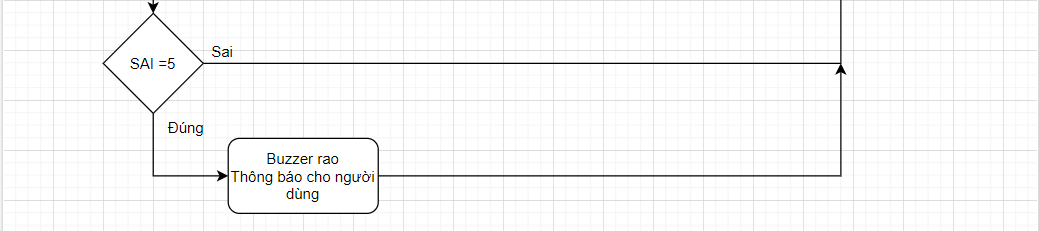 Sai
SAI =5
Đúng
Buzzer rao
Thông báo cho người
dùng